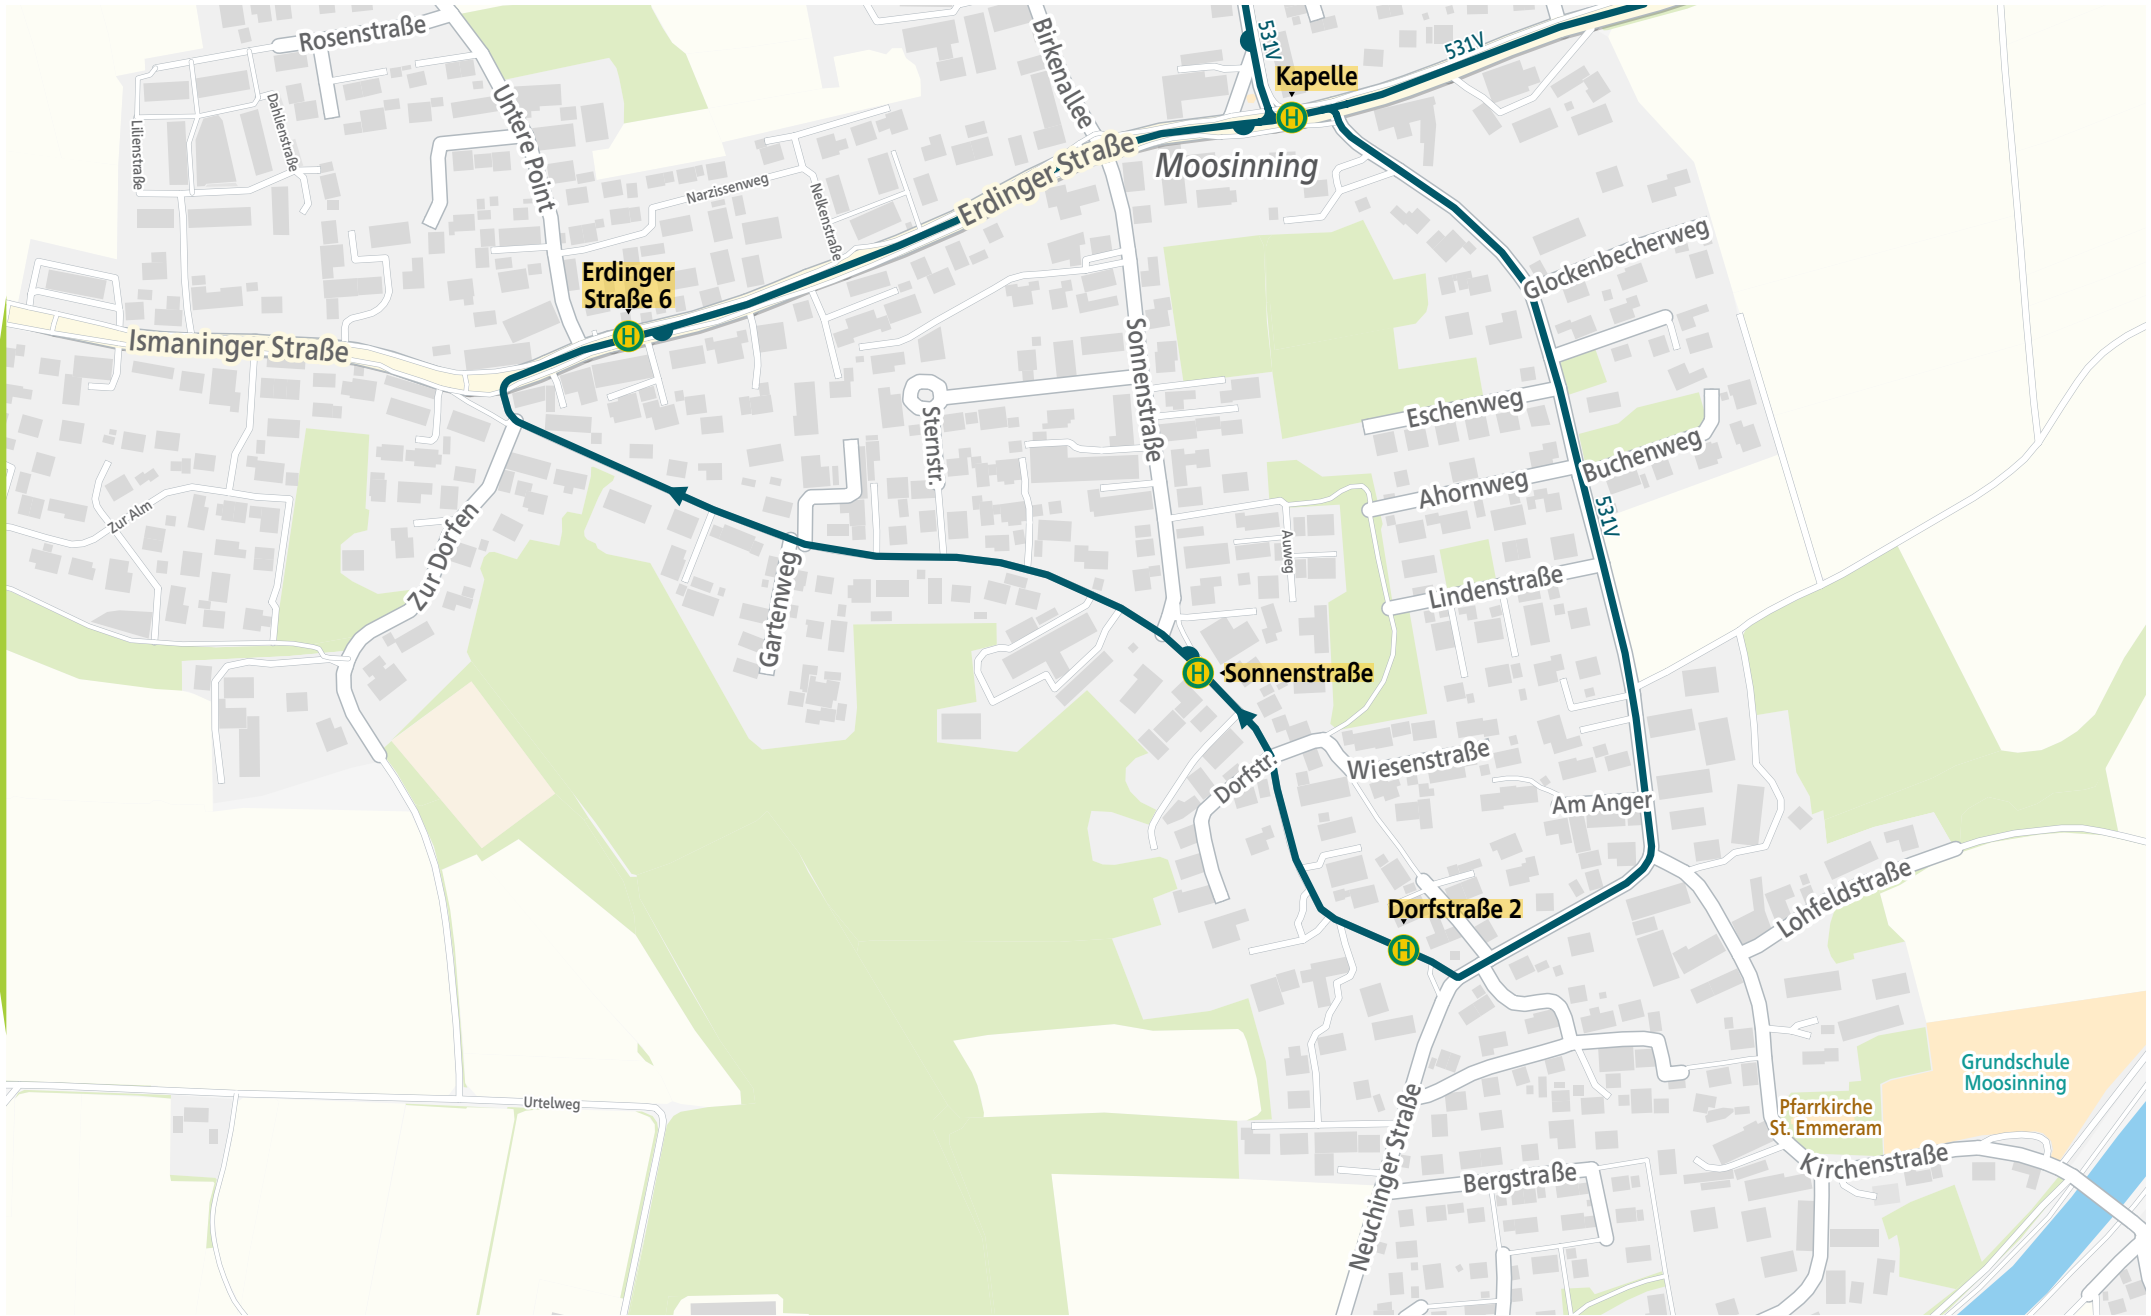 Rosenstraße
Birkenallee
531V
531V
Kapelle
Untere Point
Lilienstraße
Dahlienstraße
Erdinger Straße
Moosinning
Narzissenweg
Nelkenstraße
Glockenbecherweg
Erdinger
Straße 6
H
H
Ismaninger Straße
Sonnenstraße
Sternstr.
Eschenweg
Buchenweg
Ahornweg
531V
Zur Alm
Zur Dorfen
Auweg
Gartenweg
Lindenstraße
H
Sonnenstraße
Dorfstr.
Wiesenstraße
Am Anger
Lohfeldstraße
Dorfstraße 2
H
Grundschule
Moosinning
Urtelweg
Pfarrkirche
St. Emmeram
Neuchinger Straße
Kirchenstraße
Bergstraße